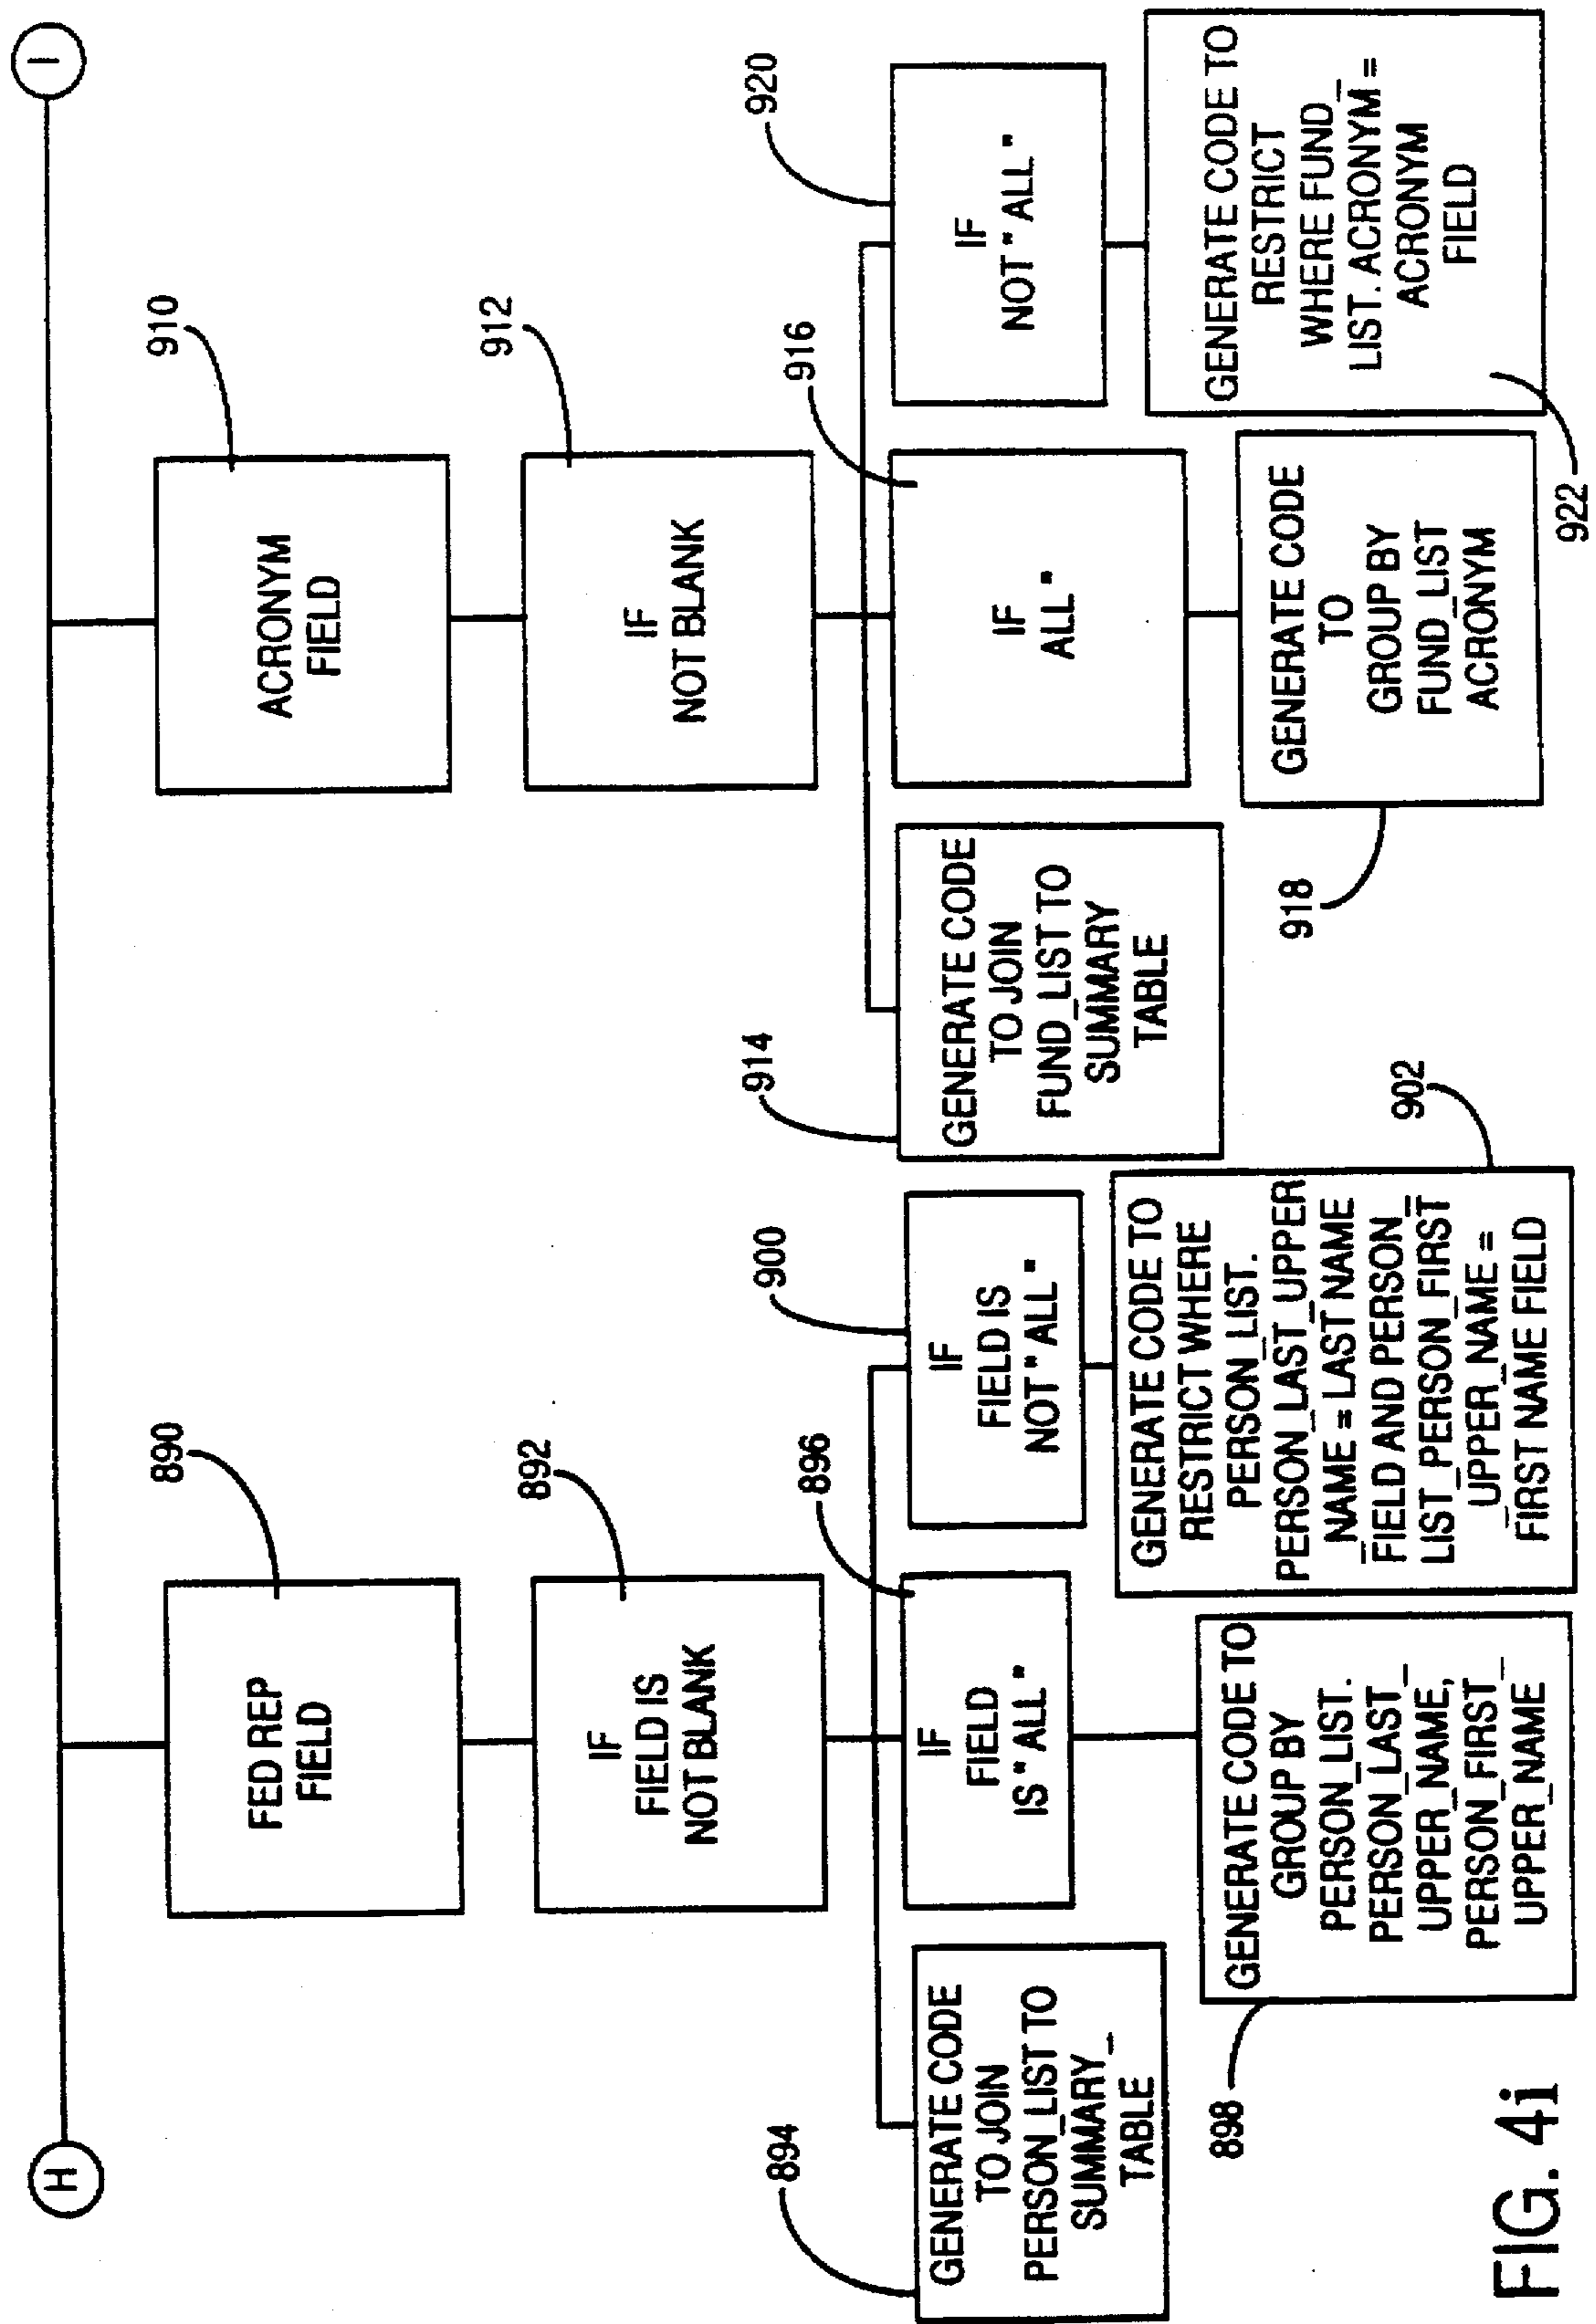 H
I
890
FED REP
FIELD
892
IF
FIELD IS
NOT BLANK
894
GENERATE CODE
TO JOIN
PERSON_LIST TO
SUMMARY_
TABLE
896
IF
FIELD
IS "ALL"
898
GENERATE CODE TO
GROUP BY
PERSON_LIST.
PERSON_LAST_
UPPER_NAME,
PERSON_FIRST_
UPPER_NAME
900
IF
FIELD IS
NOT "ALL"
902
GENERATE CODE TO
RESTRICT WHERE
PERSON_LIST.
PERSON_LAST_UPPER
_NAME = LAST NAME
FIELD AND PERSON_
LIST_PERSON_FIRST_
UPPER_NAME =
FIRST NAME FIELD
910
ACRONYM
FIELD
912
IF
NOT BLANK
914
GENERATE CODE
TO JOIN
FUND_LIST TO
SUMMARY
TABLE
916
IF
ALL"
918
GENERATE CODE
TO
GROUP BY
FUND_LIST
ACRONYM
920
IF
NOT "ALL"
922
GENERATE CODE TO
RESTRICT
WHERE FUND_
LIST. ACRONYM =
ACRONYM
FIELD
FIG. 4i